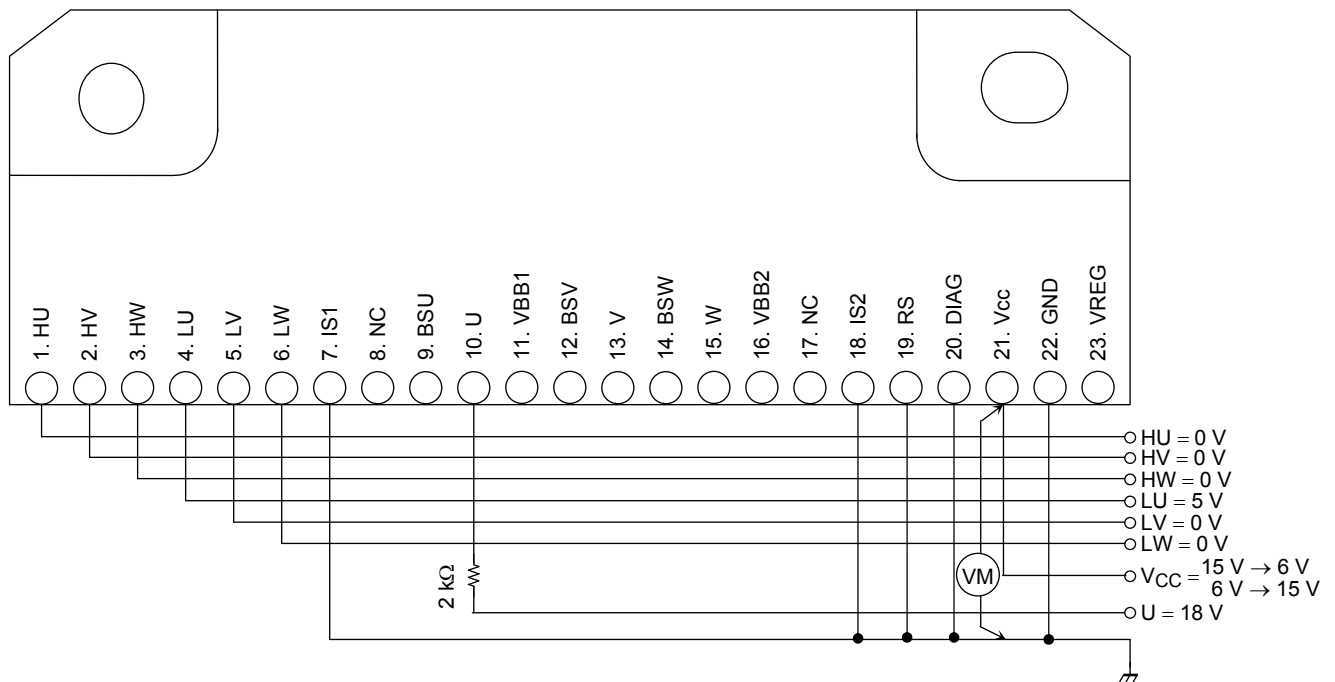 1. HU
2. HV
3. HW
4. LU
5. LV
6. LW
7. IS1
8. NC
9. BSU
10. U
11. VBB1
12. BSV
13. V
14. BSW
15. W
16. VBB2
17. NC
18. IS2
19. RS
20. DIAG
21. Vcc
22. GND
23. VREG
HU = 0 V
HV = 0 V
HW = 0 V
LU = 5 V
LV = 0 V
LW = 0 V
2 kΩ
VM
VCC = 15 V → 6 V
6 V → 15 V
U = 18 V